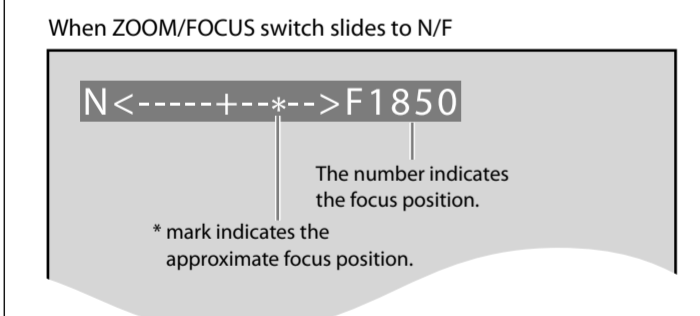 When ZOOM/FOCUS switch slides to N/F
N<-----+--*-->F1850
The number indicates
the focus position.
* mark indicates the
approximate focus position.